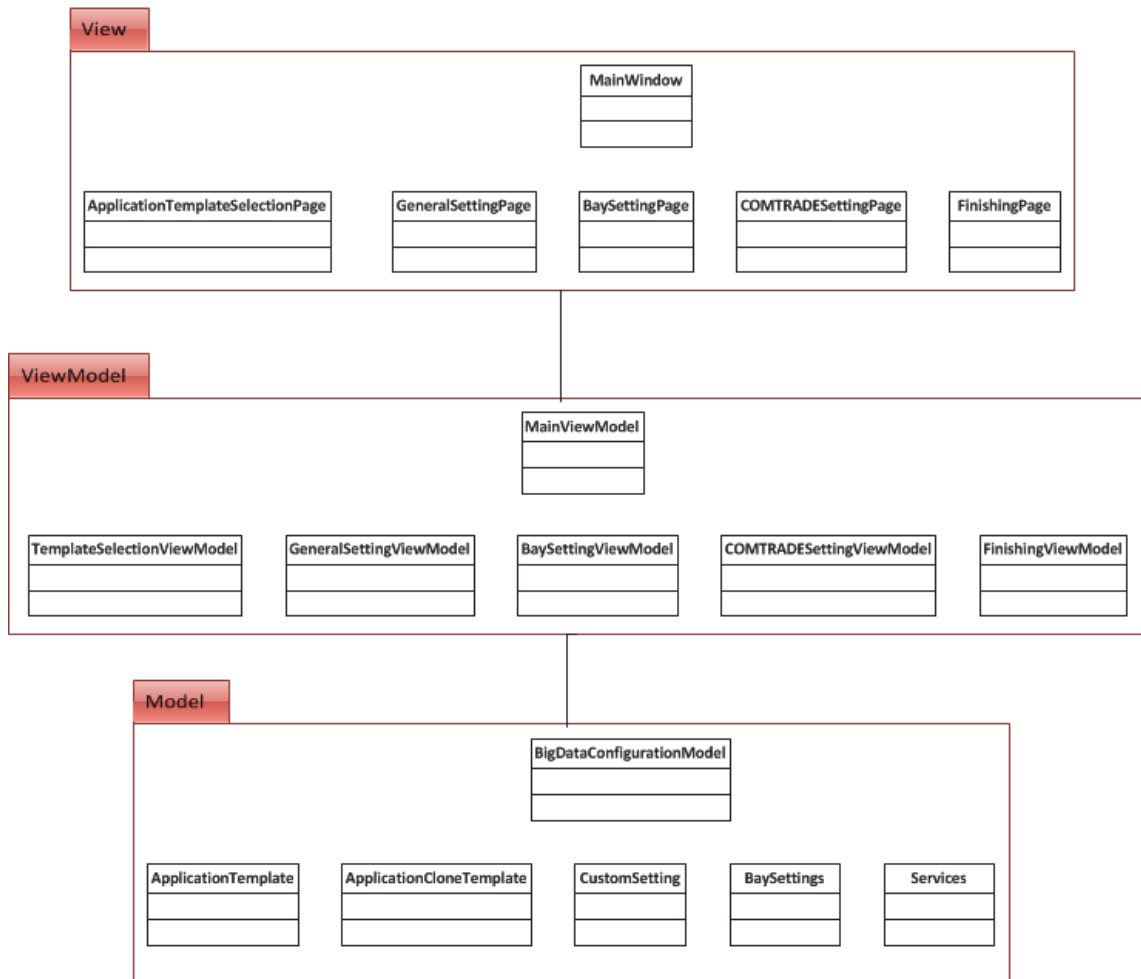 View
MainWindow
ApplicationTemplateSelectionPage
GeneralSettingPage
BaySettingPage
COMTRADESettingPage
FinishingPage
ViewModel
MainViewModel
TemplateSelectionViewModel
GeneralSettingViewModel
BaySettingViewModel
COMTRADESettingViewModel
FinishingViewModel
Model
BigDataConfigurationModel
ApplicationTemplate
ApplicationCloneTemplate
CustomSetting
BaySettings
Services